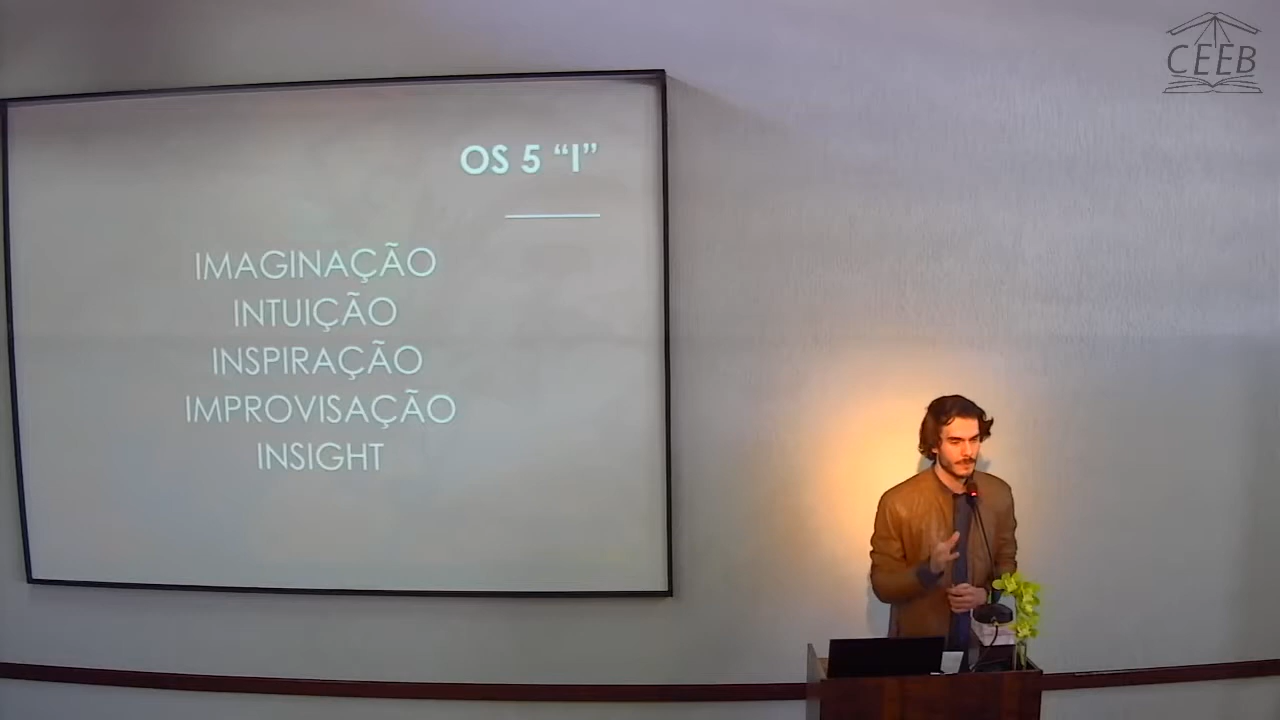 CEEB
OS 5 “I”
IMAGINAÇÃO
INTUIÇÃO
INSPIRAÇÃO
IMPROVISAÇÃO
INSIGHT